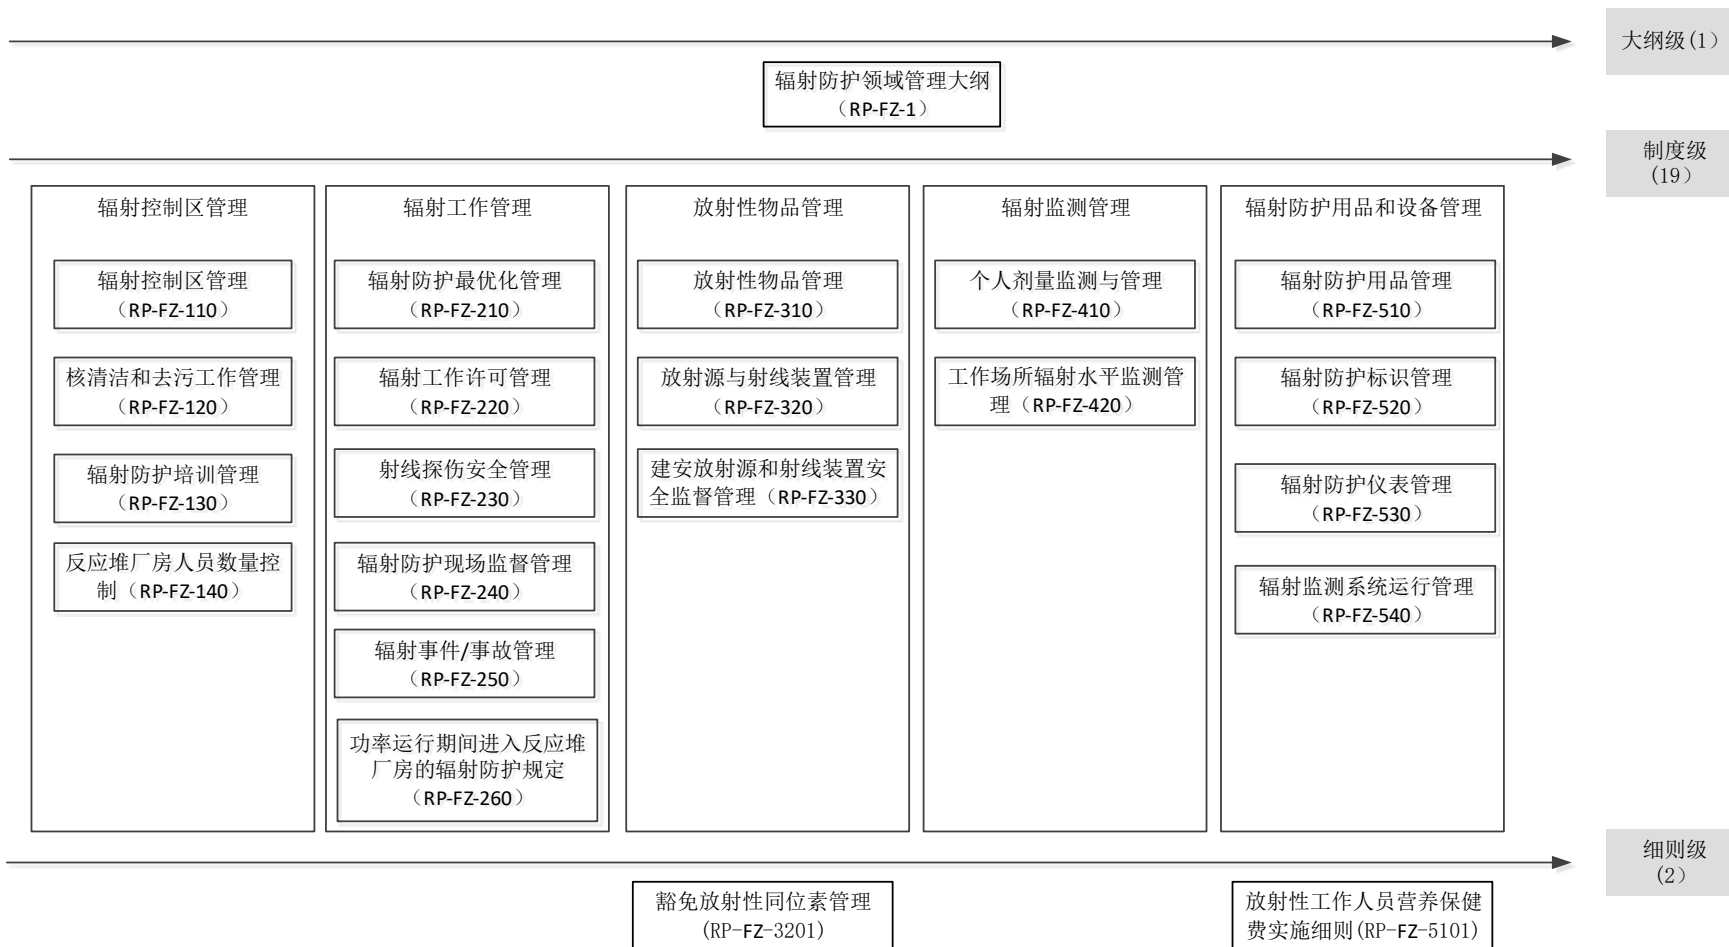 大纲级(1)
辐射防护领域管理大纲
（RP-FZ-1）
制度级
(19)
辐射控制区管理
辐射控制区管理
（RP-FZ-110）
核清洁和去污工作管理
（RP-FZ-120）
辐射防护培训管理
（RP-FZ-130）
反应堆厂房人员数量控
制（RP-FZ-140）
辐射工作管理
辐射防护最优化管理
（RP-FZ-210）
辐射工作许可管理
（RP-FZ-220）
射线探伤安全管理
（RP-FZ-230）
辐射防护现场监督管理
（RP-FZ-240）
辐射事件/事故管理
（RP-FZ-250）
功率运行期间进入反应堆
厂房的辐射防护规定
（RP-FZ-260）
放射性物品管理
放射性物品管理
（RP-FZ-310）
放射源与射线装置管理
（RP-FZ-320）
建安放射源和射线装置安
全监督管理（RP-FZ-330）
辐射监测管理
个人剂量监测与管理
（RP-FZ-410）
工作场所辐射水平监测管
理（RP-FZ-420）
辐射防护用品和设备管理
辐射防护用品管理
（RP-FZ-510）
辐射防护标识管理
（RP-FZ-520）
辐射防护仪表管理
（RP-FZ-530）
辐射监测系统运行管理
（RP-FZ-540）
细则级
(2)
豁免放射性同位素管理
(RP-FZ-3201)
放射性工作人员营养保健
费实施细则(RP-FZ-5101)